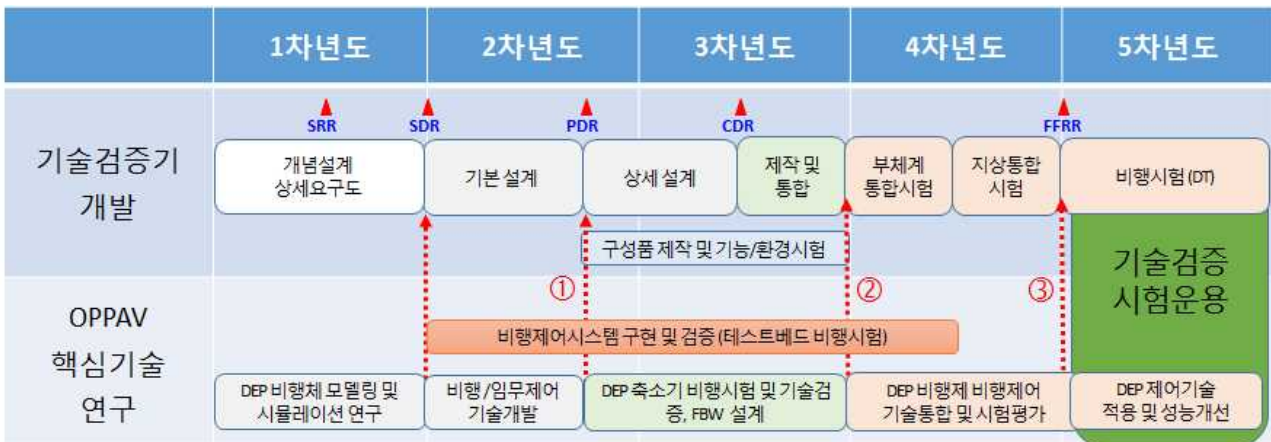 1차년도 2차년도 3차년도 4차년도 5차년도
기술검증기
개발
SRR SDR PDR CDR FFRR
개념설계
상세요구도
기본 설계
상세 설계
제작 및
통합
부체계
통합시험
지상통합
시험
비행시험(DT)
구성품 제작 및 기능/환경시험
기술검증
시험운용
① ② ③
OPPAV
핵심기술
연구
비행제어시스템 구현 및 검증(테스트베드 비행시험)
DEP 비행체 모델링 및
시뮬레이션 연구
비행/임무제어
기술개발
DEP 축소기 비행시험 및 기술검
증, FBW 설계
DEP 비행제 비행제어
기술통합 및 시험평가
DEP 제어기술
적용 및 성능개선